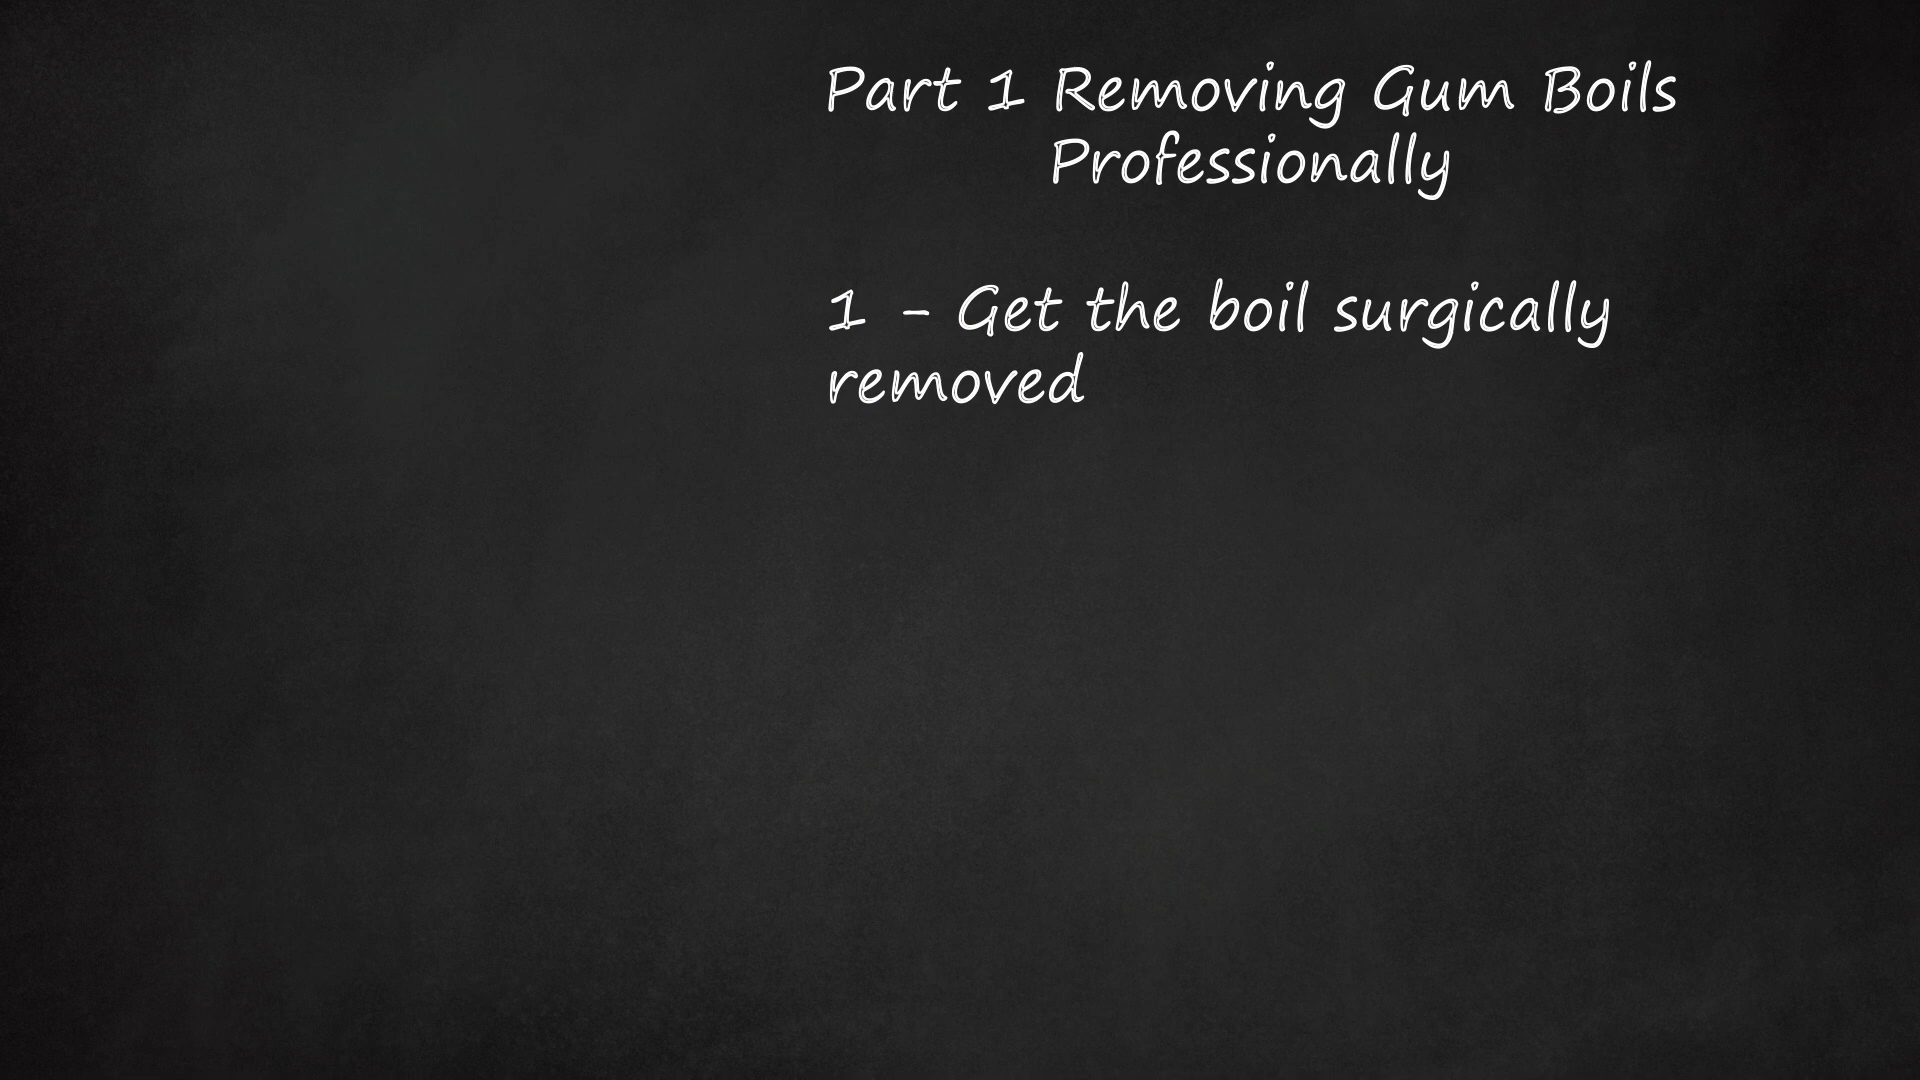 Part 1 Removing Gum Boils
Professionally
1 - Get the boil surgically
removed